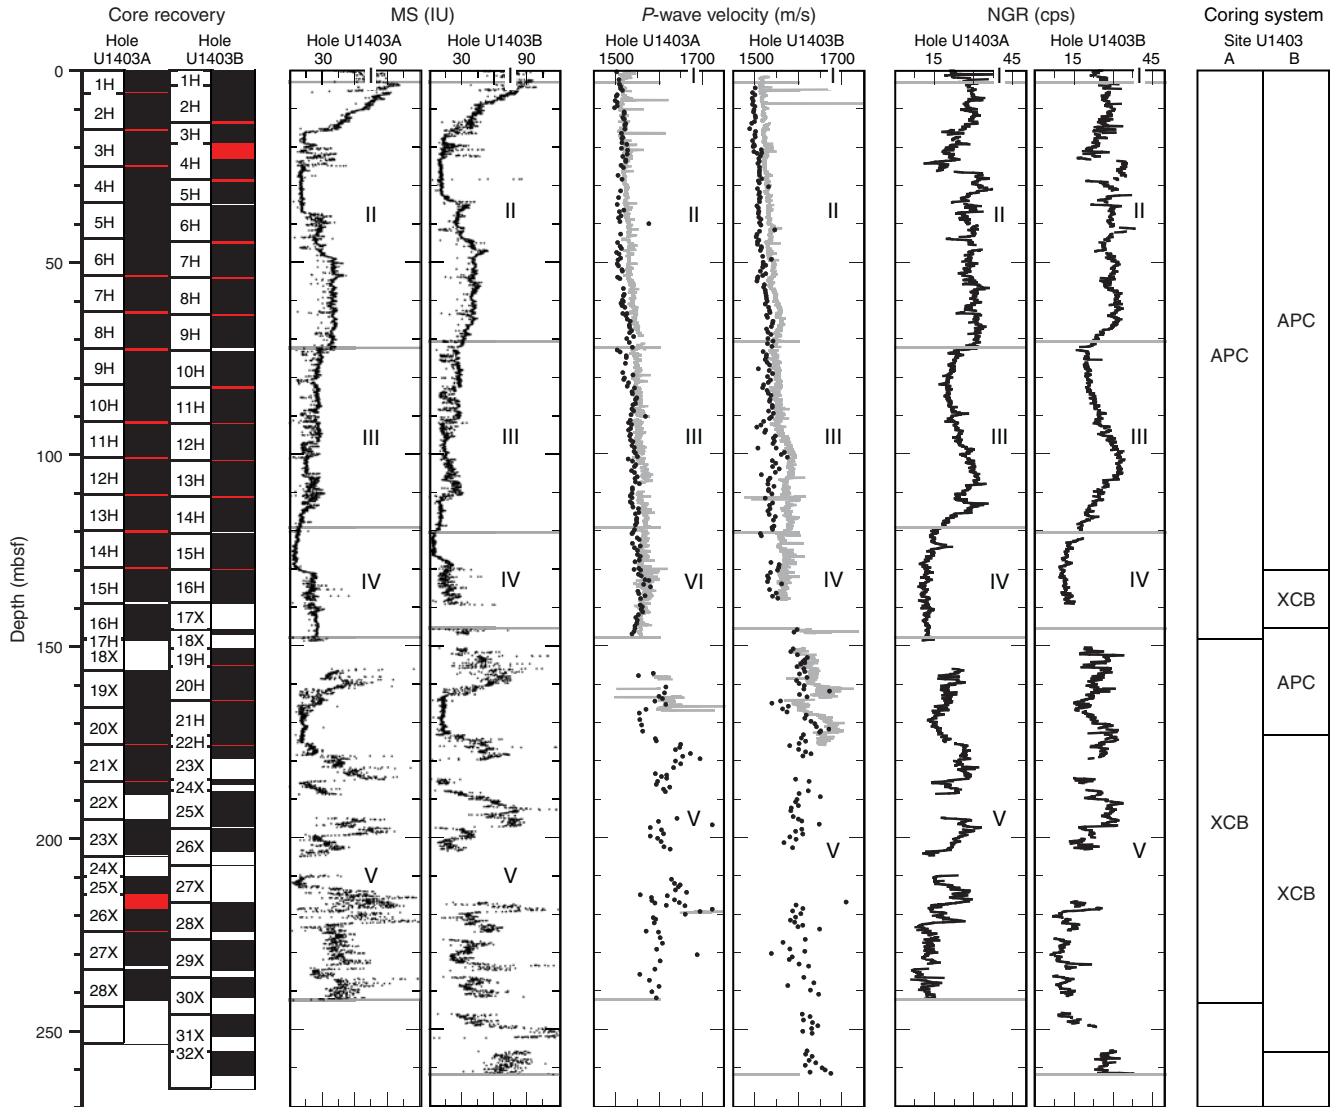 Core recovery
MS (IU)
P-wave velocity (m/s)
NGR (cps)
Coring system
Hole U1403A
Hole U1403B
Hole U1403A
Hole U1403B
Hole U1403A
Hole U1403B
Hole U1403A
Hole U1403B
Site U1403
A B
30 90
30 90
1500 1700
1500 1700
15 45
15 45
Depth (mbsf)
0
50
100
150
200
250
1H
2H
3H
4H
5H
6H
7H
8H
9H
10H
11H
12H
13H
14H
15H
16H
17H
18X
19X
20X
21X
22X
23X
24X
25X
26X
27X
28X
1H
2H
3H
4H
5H
6H
7H
8H
9H
10H
11H
12H
13H
14H
15H
16H
17X
18X
19H
20H
21H
22H
23X
24X
25X
26X
27X
28X
29X
30X
31X
32X
I
II
III
IV
V
I
II
III
IV
V
II
III
VI
V
I
II
III
IV
V
I
II
III
IV
V
I
II
III
IV
V
APC
XCB
APC
XCB
APC
XCB